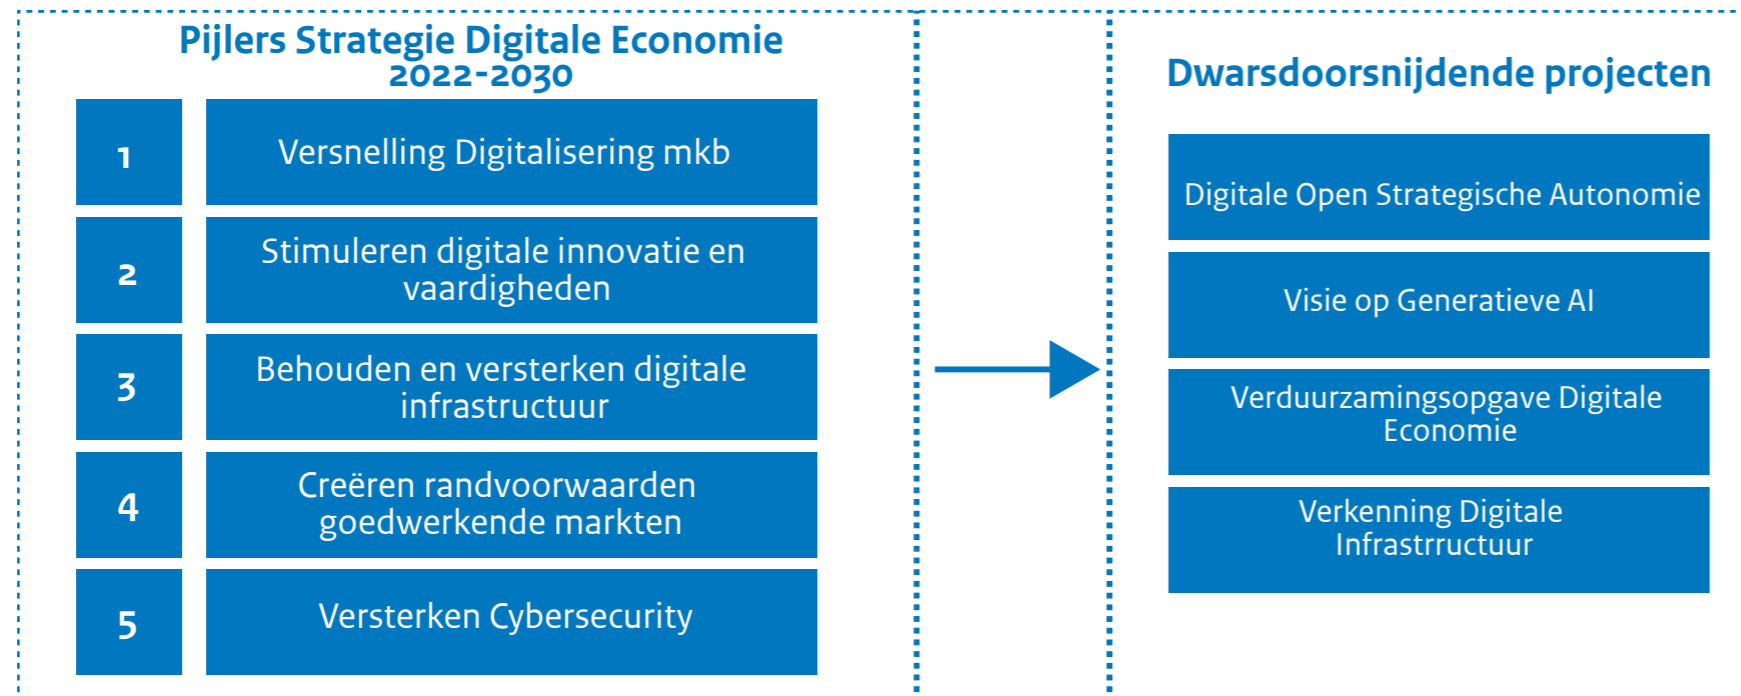 Pijlers Strategie Digitale Economie
2022-2030
1
Versnelling Digitalisering mkb
2
Stimuleren digitale innovatie en
vaardigheden
3
Behouden en versterken digitale
infrastructuur
4
Creëren randvoorwaarden
goedwerkende markten
5
Versterken Cybersecurity
Dwarsdoorsnijdende projecten
Digitale Open Strategische Autonomie
Visie op Generatieve AI
Verduurzamingsopgave Digitale
Economie
Verkenning Digitale
Infrastrructuur